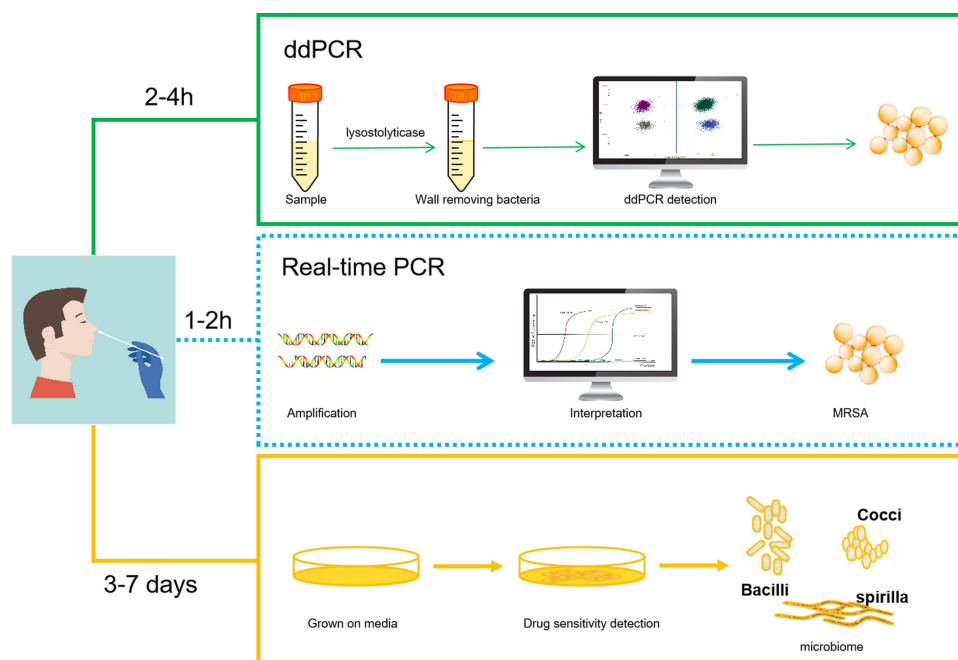 ddPCR
2-4h
lysostolyticase
Sample
Wall removing bacteria
ddPCR detection
Real-time PCR
1-2h
Amplification
Interpretation
MRSA
3-7 days
Grown on media
Drug sensitivity detection
Bacilli
Cocci
spirilla
microbiome